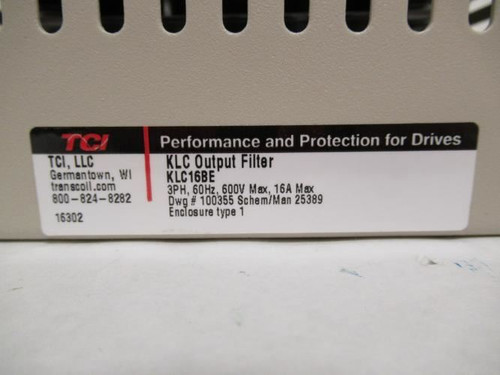 TCI
Performance and Protection for Drives
TCI, LLC
Germantown, WI
transcoil.com
800-824-8282
16302
KLC Output Filter
KLC16BE
3PH, 60Hz, 600V Max, 16A Max
Dwg # 100355 Schem/Man 25389
Enclosure type 1